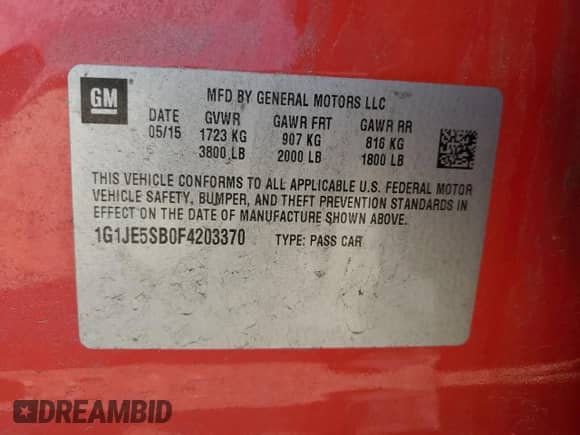 GM
MFD BY GENERAL MOTORS LLC
DATE GVWR GAWR FRT GAWR RR
05/15 1723 KG 907 KG 816 KG
3800 LB 2000 LB 1800 LB
THIS VEHICLE CONFORMS TO ALL APPLICABLE U.S. FEDERAL MOTOR
VEHICLE SAFETY, BUMPER, AND THEFT PREVENTION STANDARDS IN
EFFECT ON THE DATE OF MANUFACTURE SHOWN ABOVE.
1G1JE5SB0F4203370 TYPE: PASS CAR
DREAMBID